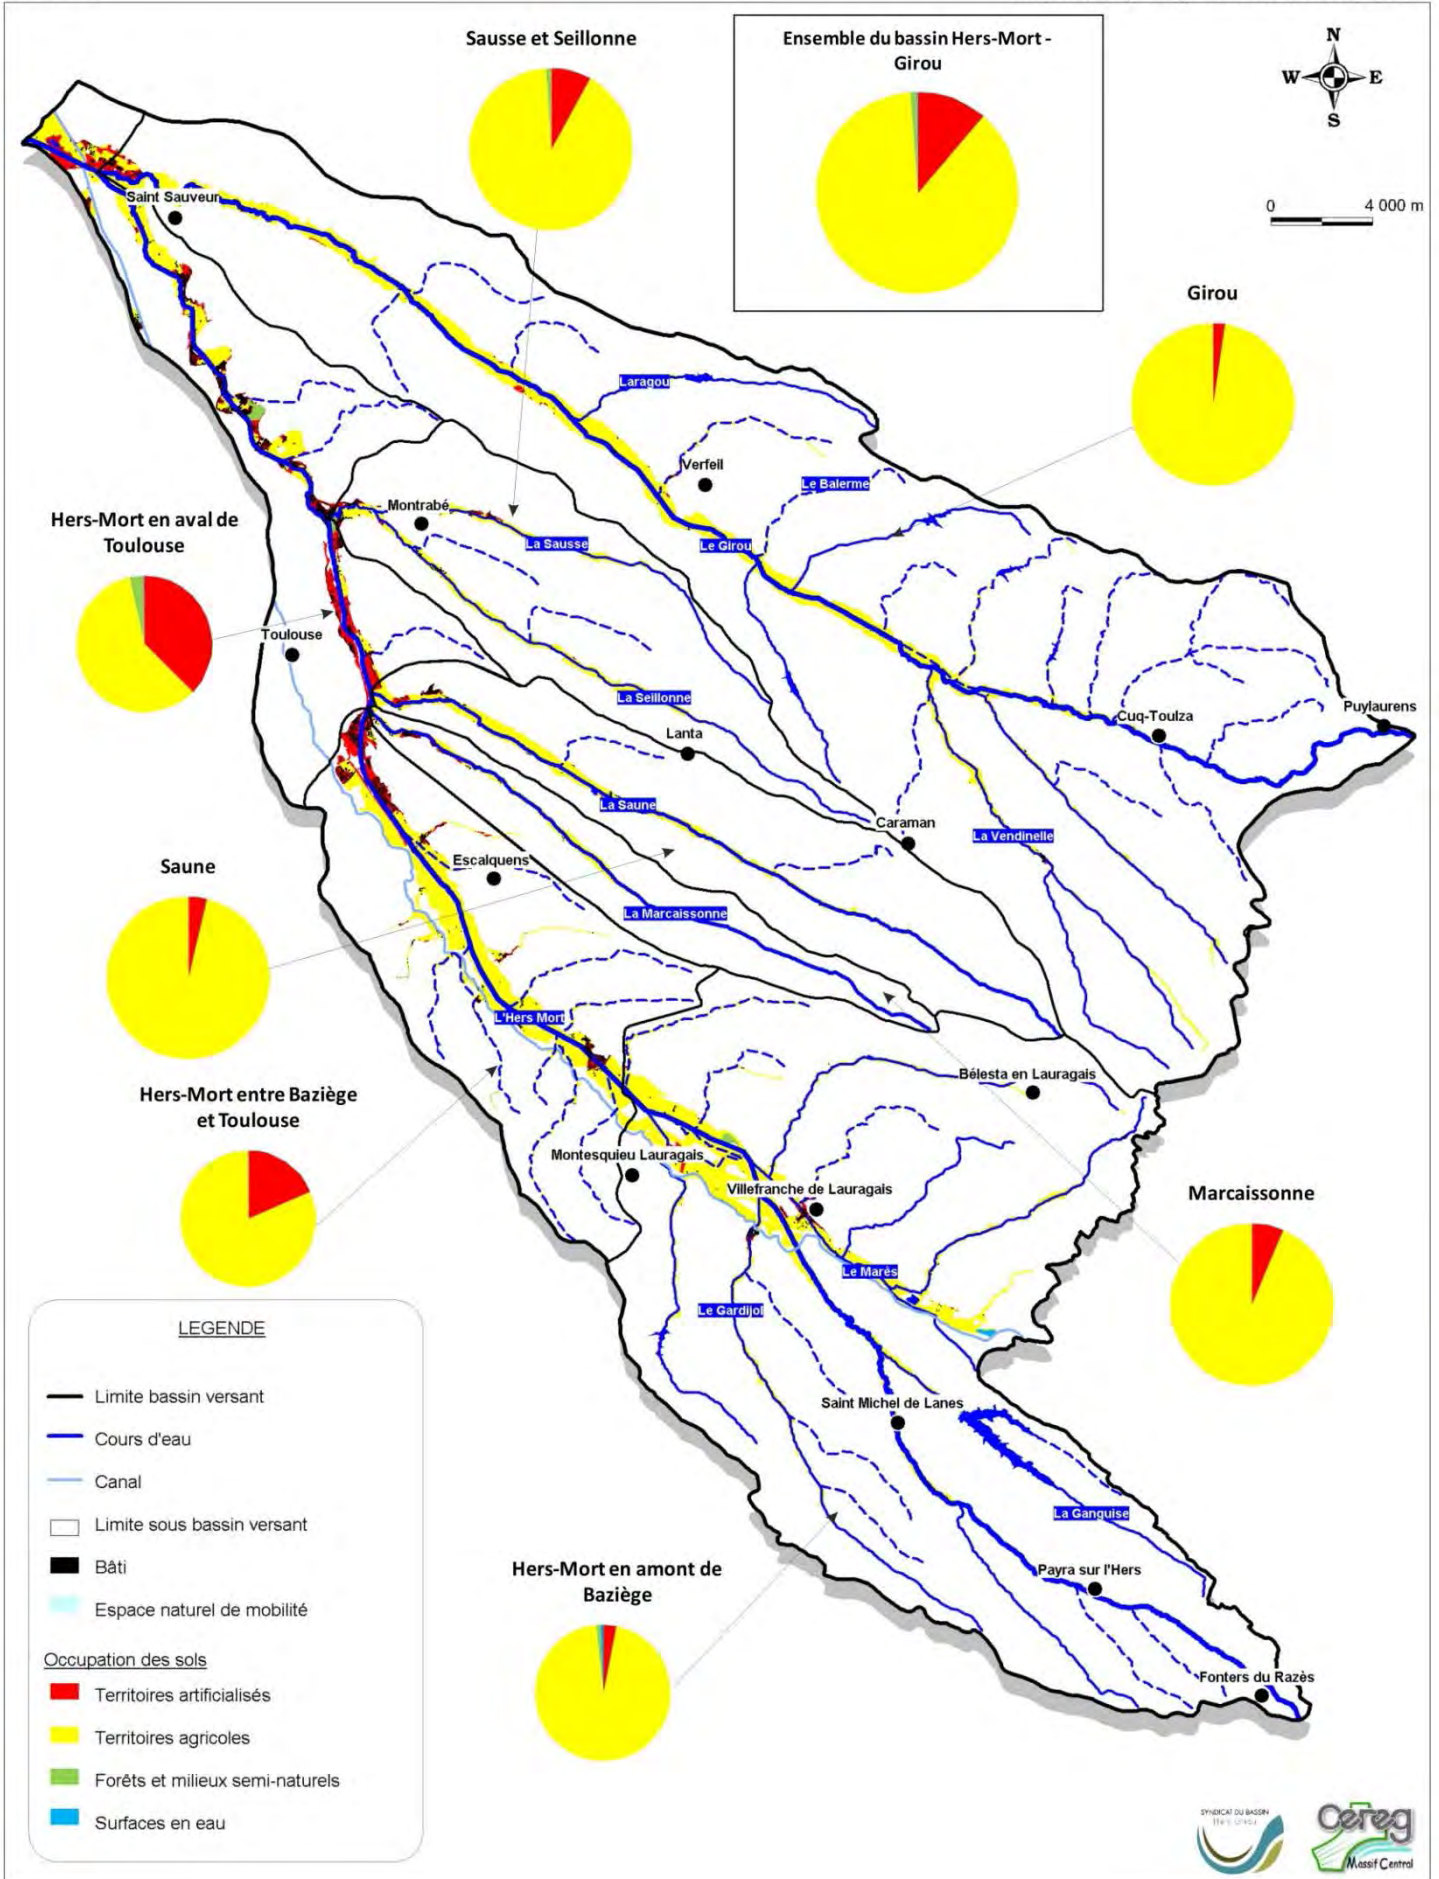 Sausse et Seillonne
Ensemble du bassin Hers-Mort -
Girou
N
W
E
S
0
4 000 m
Saint Sauveur
Girou
Laragou
Verfeil
Le Balerme
Montrabé
La Sausse
Le Girou
Hers-Mort en aval de
Toulouse
Toulouse
La Seillonne
Lanta
Cuq-Toulza
Puylaurens
La Saune
Caraman
La Vendinelle
Saune
Escalquens
La Marcaissonne
L'Hers Mort
Hers-Mort entre Baziège
et Toulouse
Bélesta en Lauragais
Montesquieu Lauragais
Villefranche de Lauragais
Marcaissonne
Le Marès
Le Gardijol
Saint Michel de Lanes
La Ganguise
Payra sur l'Hers
Hers-Mort en amont de
Baziège
Fonters du Razès
LEGENDE
Limite bassin versant
Cours d'eau
Canal
Limite sous bassin versant
Bâti
Espace naturel de mobilité
Occupation des sols
Territoires artificialisés
Territoires agricoles
Forêts et milieux semi-naturels
Surfaces en eau
SYNDICAT DU BASSIN
Cereg
Massif Central